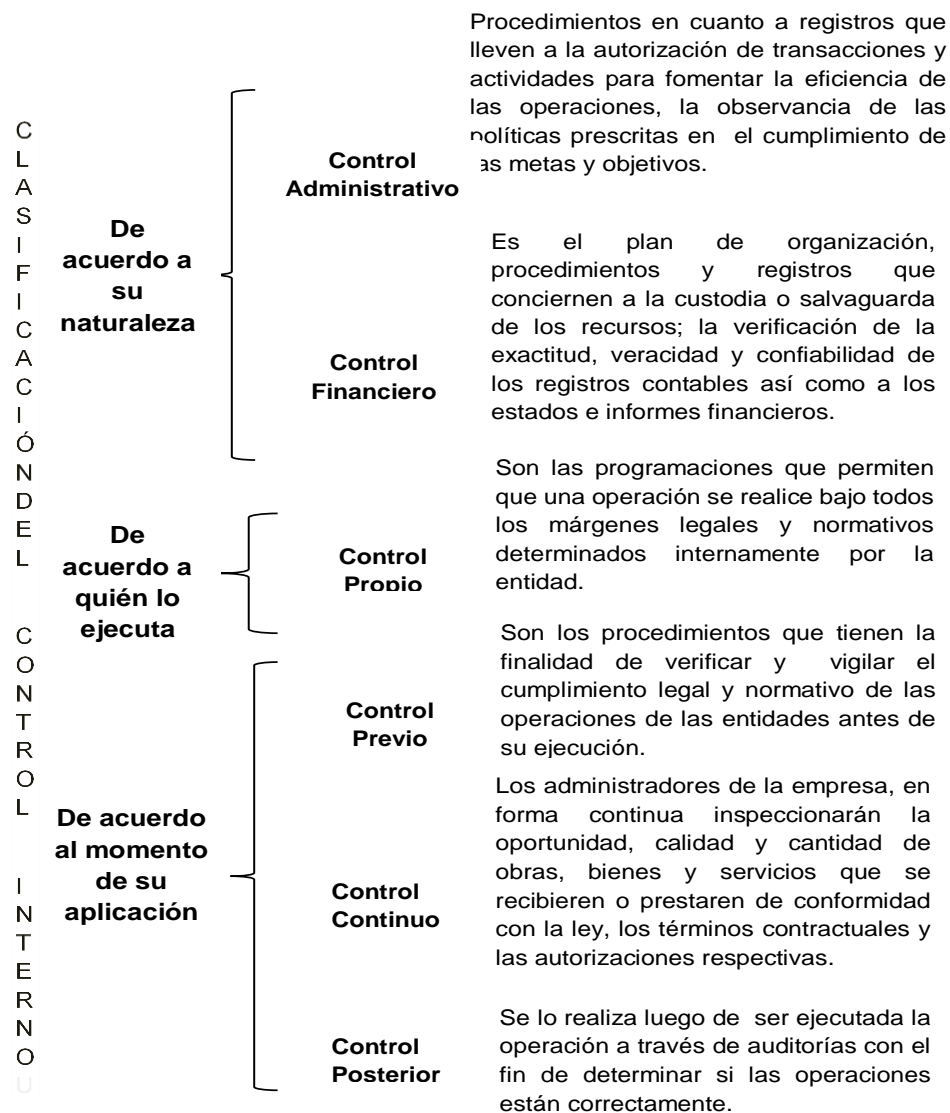 CLASIFICACIÓNDEL CONTROL INTERNO
U
De
acuerdo a
su
naturaleza
Control
Administrativo
Procedimientos en cuanto a registros que
lleven a la autorización de transacciones y
actividades para fomentar la eficiencia de
las operaciones, la observancia de las
políticas prescritas en el cumplimiento de
as metas y objetivos.
Control
Financiero
Es el plan de organización,
procedimientos y registros que
conciernen a la custodia o salvaguarda
de los recursos; la verificación de la
exactitud, veracidad y confiabilidad de
los registros contables así como a los
estados e informes financieros.
De
acuerdo a
quién lo
ejecuta
Control
Propio
Son las programaciones que permiten
que una operación se realice bajo todos
los márgenes legales y normativos
determinados internamente por la
entidad.
De acuerdo
al momento
de su
aplicación
Control
Previo
Son los procedimientos que tienen la
finalidad de verificar y vigilar el
cumplimiento legal y normativo de las
operaciones de las entidades antes de
su ejecución.
Control
Continuo
Los administradores de la empresa, en
forma continua inspeccionarán la
oportunidad, calidad y cantidad de
obras, bienes y servicios que se
recibieren o prestaren de conformidad
con la ley, los términos contractuales y
las autorizaciones respectivas.
Control
Posterior
Se lo realiza luego de ser ejecutada la
operación a través de auditorías con el
fin de determinar si las operaciones
están correctamente.